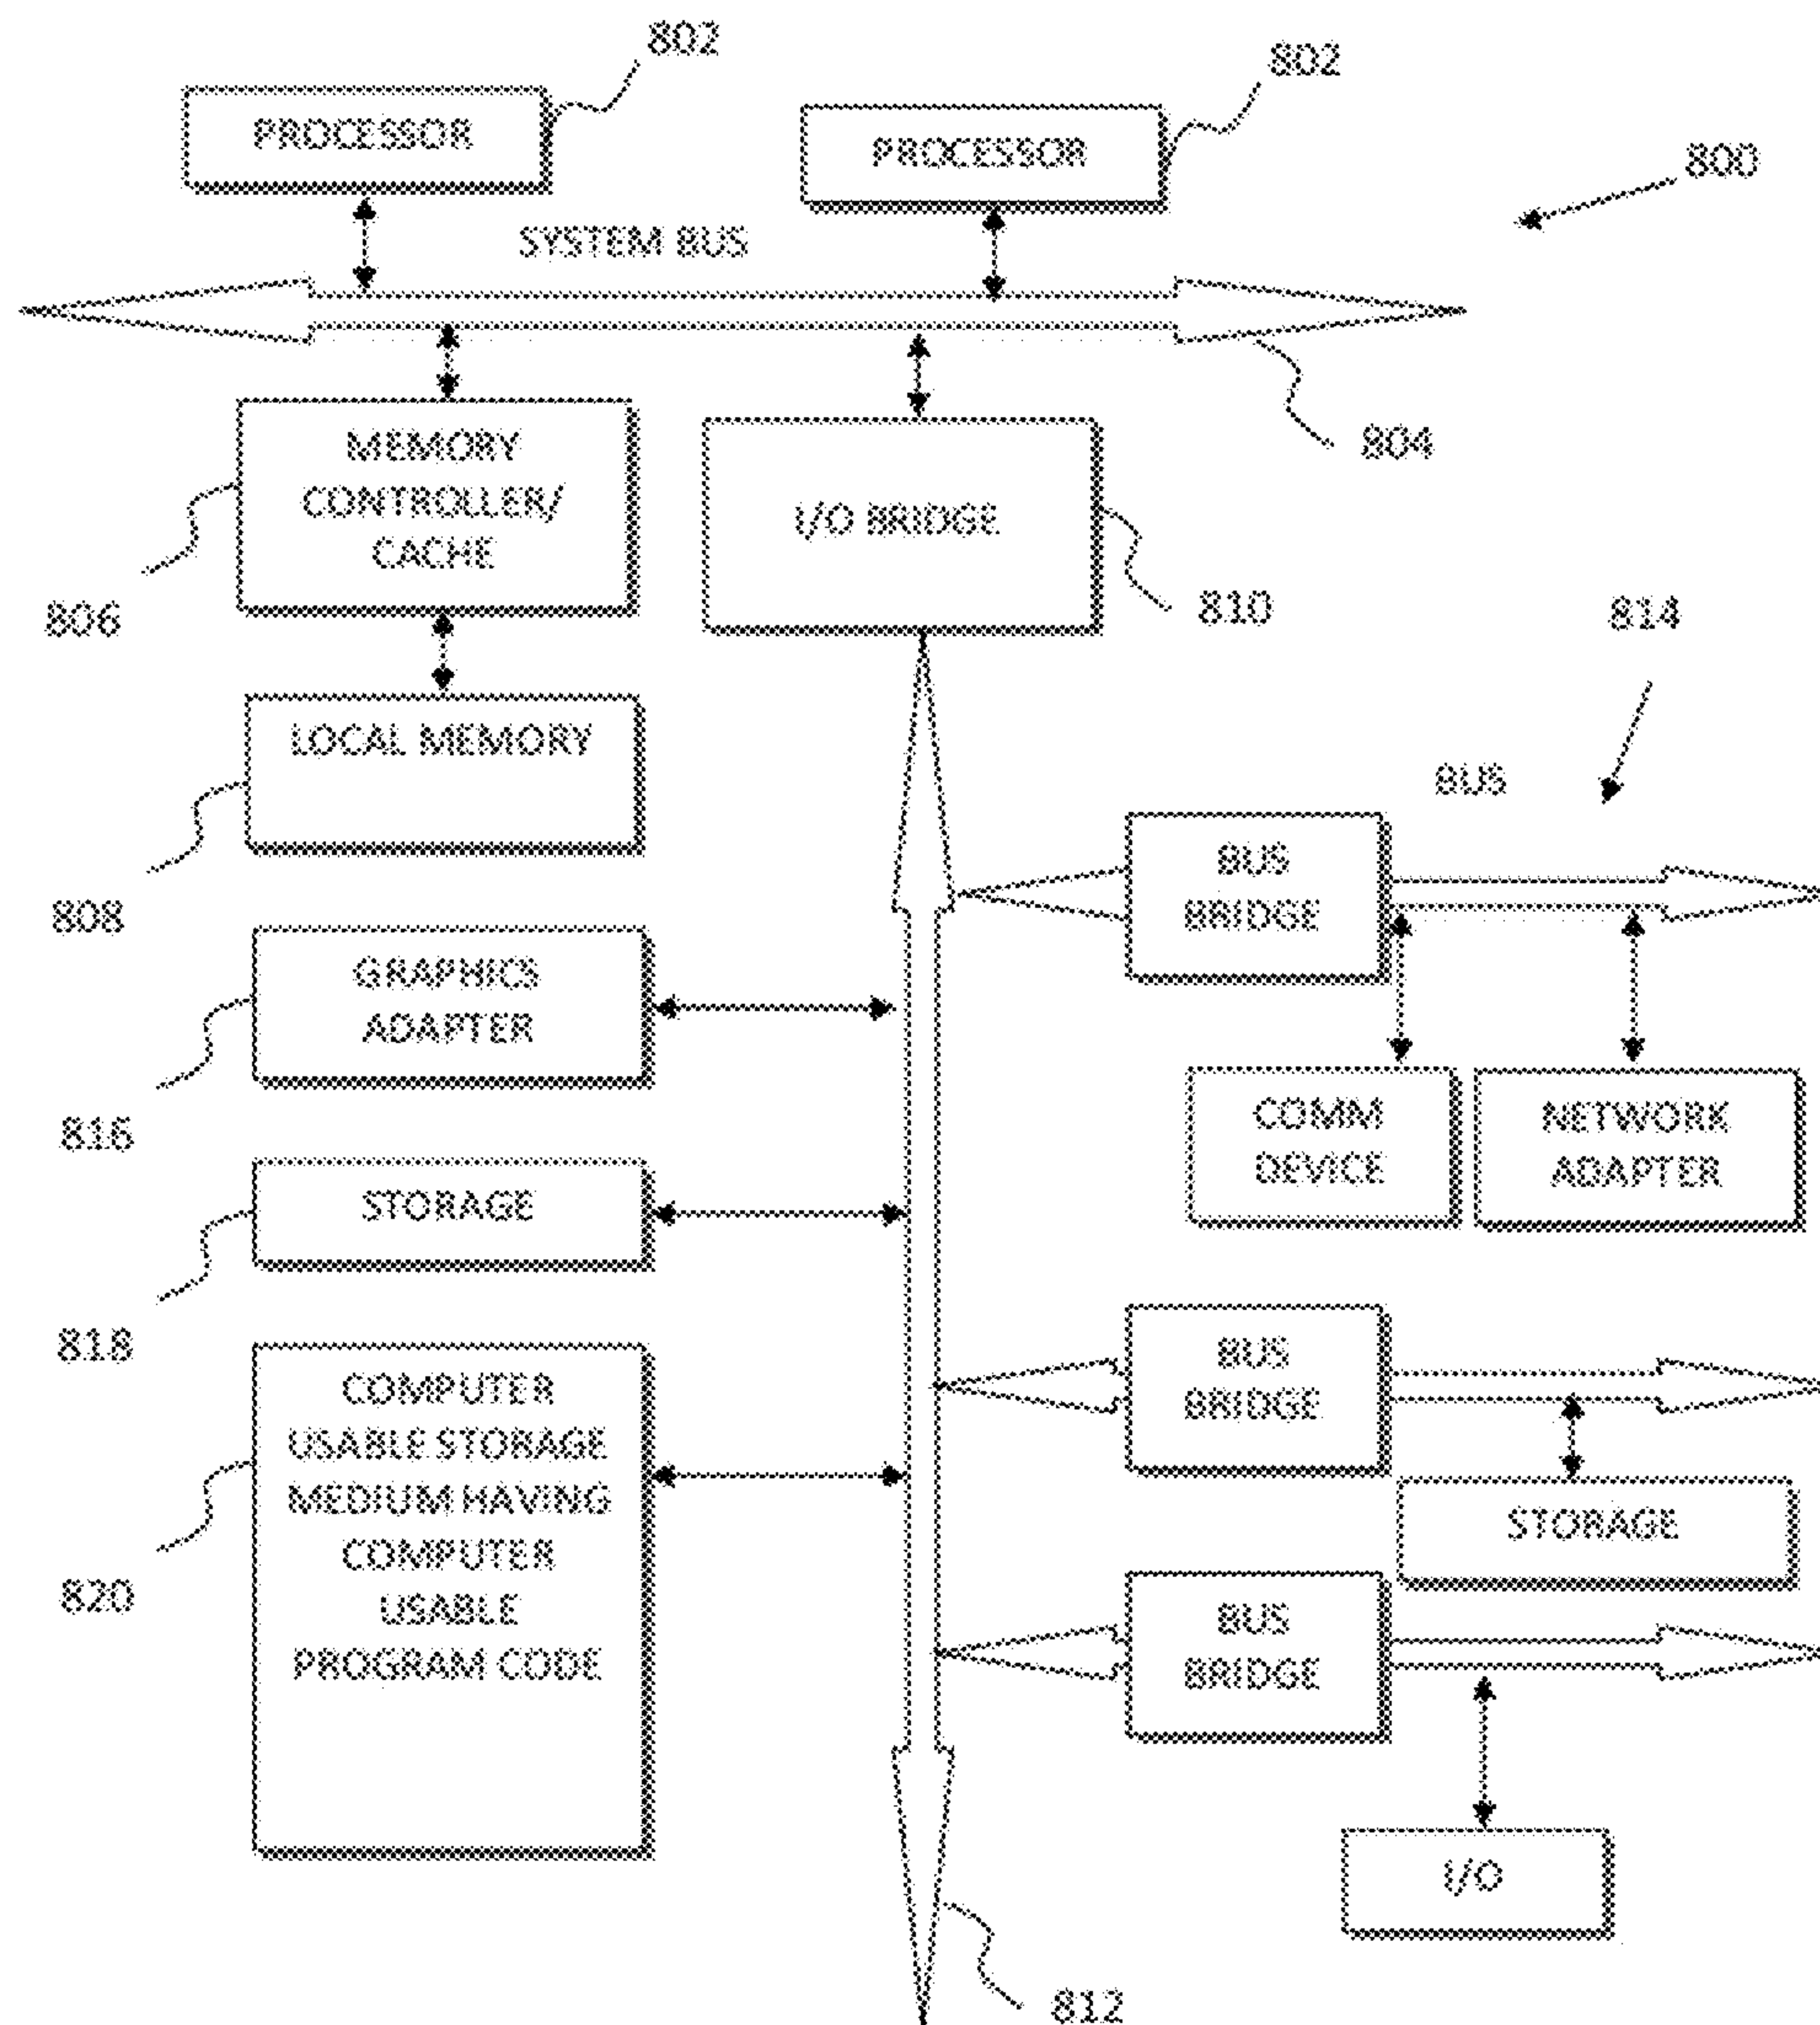 802
802
PROCESSOR
PROCESSOR
800
SYSTEM BUS
804
MEMORY
CONTROLLER/
CACHE
I/O BRIDGE
806
810
814
LOCAL MEMORY
BUS
808
BUS
BRIDGE
GRAPHICS
ADAPTER
816
COMM
DEVICE
NETWORK
ADAPTER
STORAGE
818
BUS
BRIDGE
COMPUTER
USABLE STORAGE
MEDIUM HAVING
COMPUTER
USABLE
PROGRAM CODE
820
STORAGE
BUS
BRIDGE
I/O
812